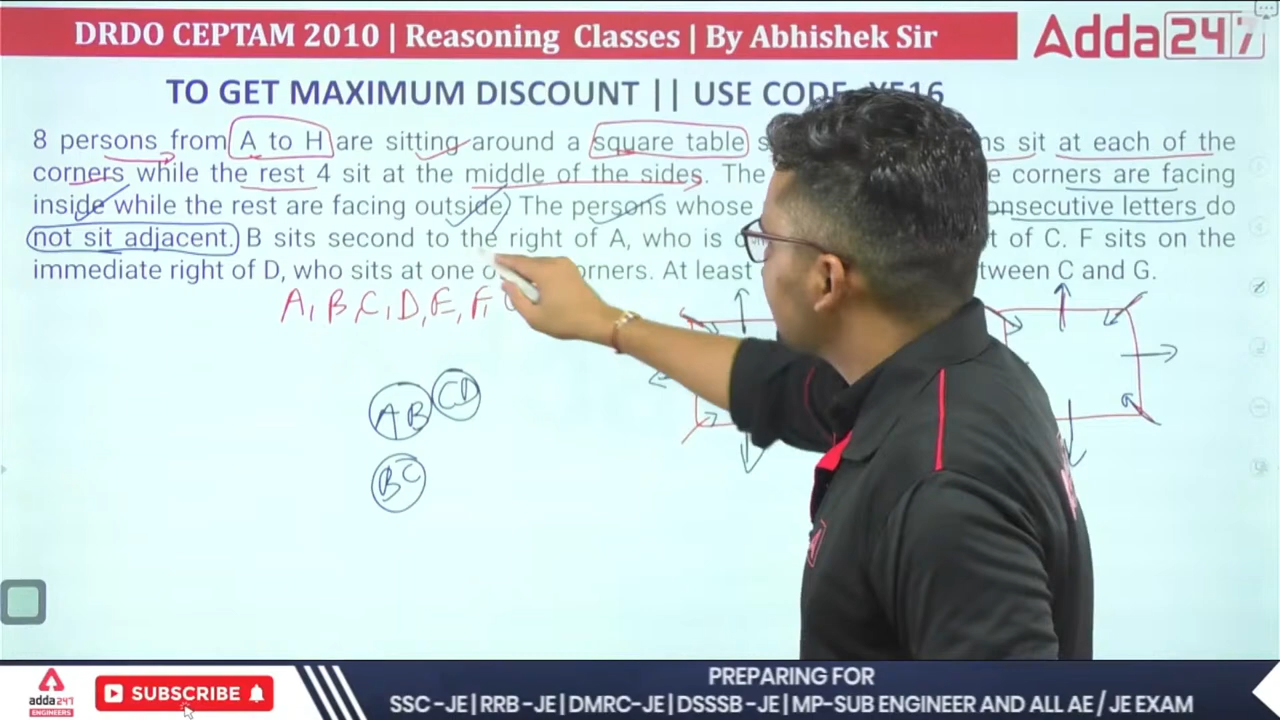 DRDO CEPTAM 2010 | Reasoning Classes | By Abhishek Sir
Adda247
TO GET MAXIMUM DISCOUNT || USE CODE
8 persons from A to H are sitting around a square table sit at each of the
corners while the rest 4 sit at the middle of the sides. The corners are facing
inside while the rest are facing outside. The persons whose consecutive letters do
not sit adjacent. B sits second to the right of A, who is of C. F sits on the
immediate right of D, who sits at one At least C and G.
A, B, C, D, E, F,
AB CD
BC
PREPARING FOR
adda247
ENGINEERS
SUBSCRIBE
SSC -JE | RRB -JE | DMRC-JE | DSSSB -JE | MP-SUB ENGINEER AND ALL AE / JE EXAM